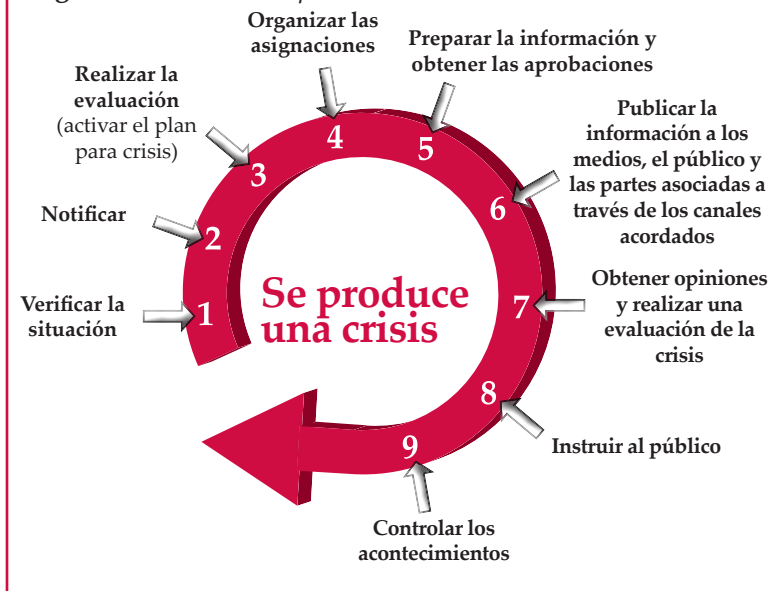 Organizar las
asignaciones
Preparar la información y
obtener las aprobaciones
Realizar la
evaluación
(activar el plan
para crisis)
Publicar la
información a los
medios, el público y
las partes asociadas a
través de los canales
acordados
Notificar
Verificar la
situación
Obtener opiniones
y realizar una
evaluación de la
crisis
Instruir al público
Controlar los
acontecimientos
Se produce
una crisis
1
2
3
4
5
6
7
8
9